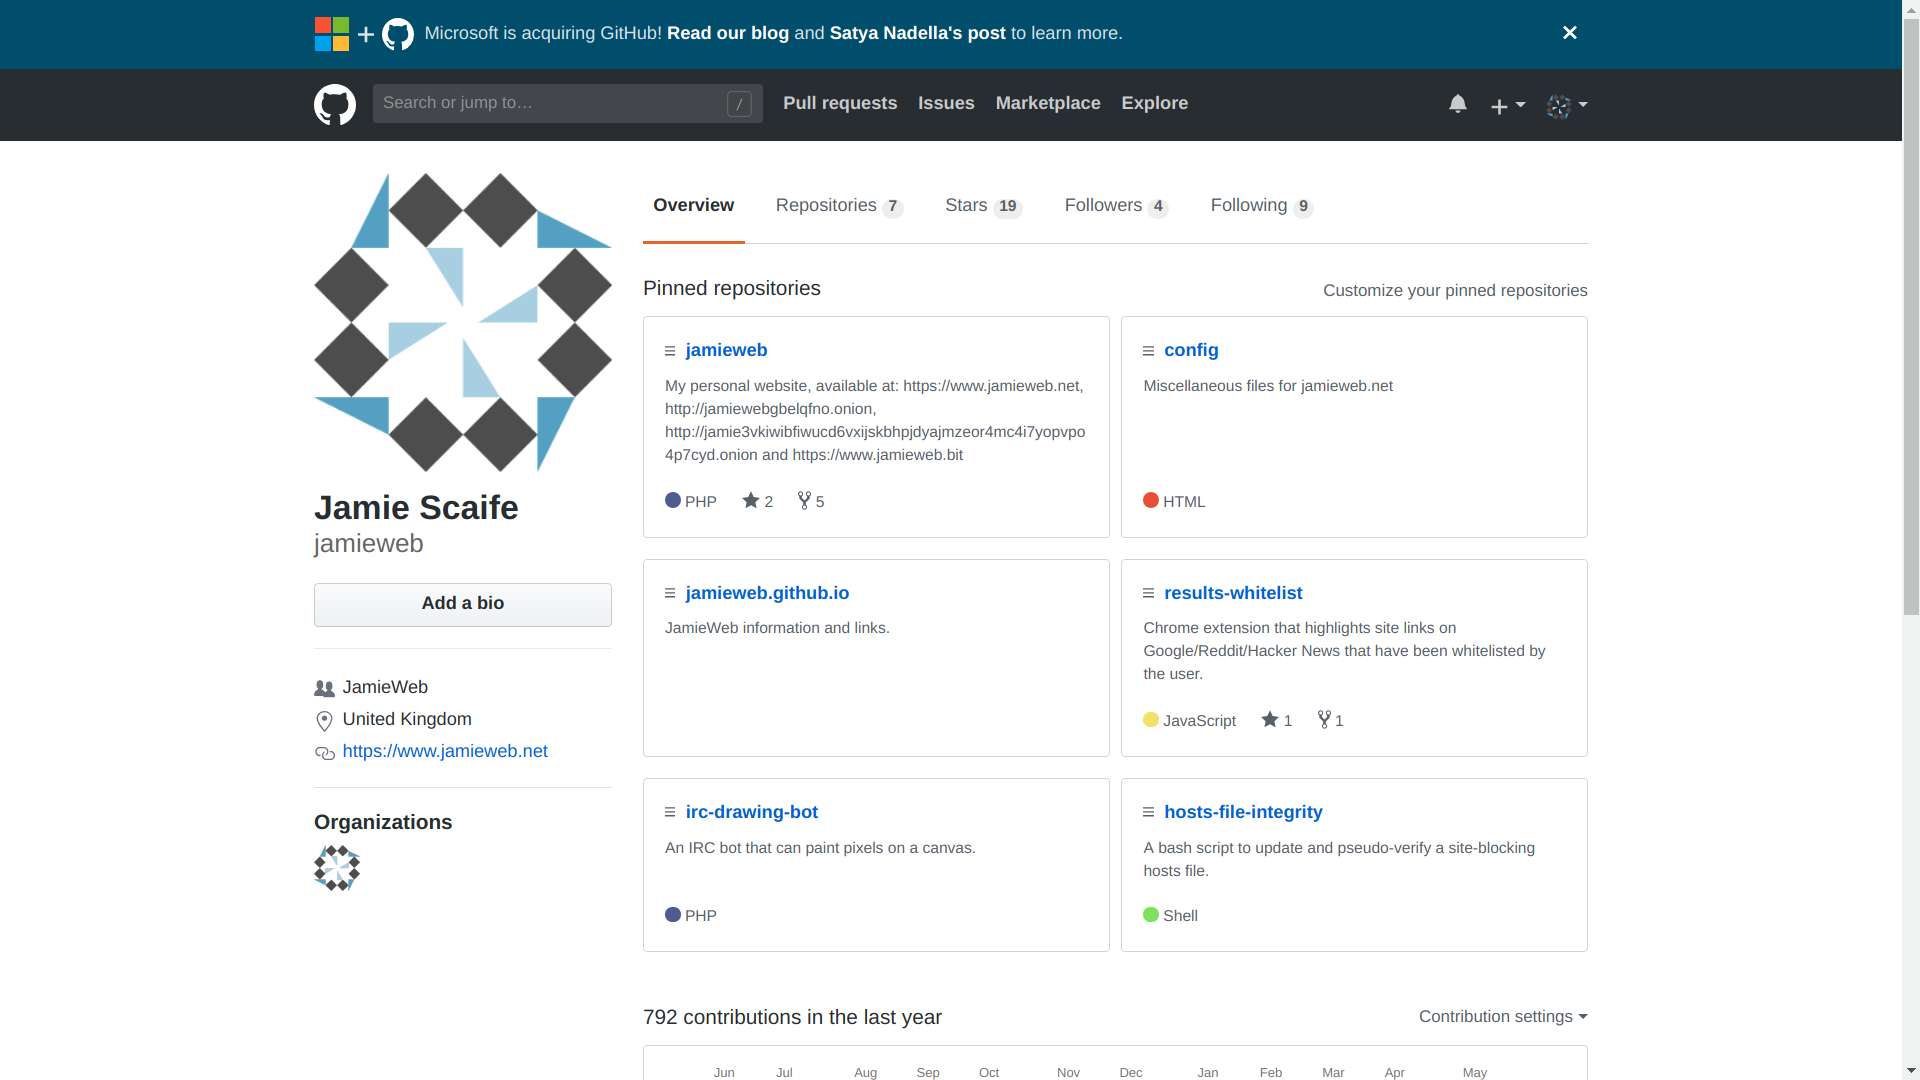 Microsoft is acquiring GitHub! Read our blog and Satya Nadella's post to learn more.
Search or jump to…
/
Pull requests
Issues
Marketplace
Explore
Jamie Scaife
jamieweb
Add a bio
JamieWeb
United Kingdom
https://www.jamieweb.net
Organizations
Overview
Repositories 7
Stars 19
Followers 4
Following 9
Pinned repositories
Customize your pinned repositories
jamieweb
My personal website, available at: https://www.jamieweb.net,
http://jamiewebgbelqfno.onion,
http://jamie3vkiwibfiwucd6vxijskbhpjdyajmzeor4mc4i7yopvpo
4p7cyd.onion and https://www.jamieweb.bit
PHP
2
5
config
Miscellaneous files for jamieweb.net
HTML
jamieweb.github.io
JamieWeb information and links.
results-whitelist
Chrome extension that highlights site links on
Google/Reddit/Hacker News that have been whitelisted by
the user.
JavaScript
1
1
irc-drawing-bot
An IRC bot that can paint pixels on a canvas.
PHP
hosts-file-integrity
A bash script to update and pseudo-verify a site-blocking
hosts file.
Shell
792 contributions in the last year
Contribution settings
Jun Jul Aug Sep Oct Nov Dec Jan Feb Mar Apr May